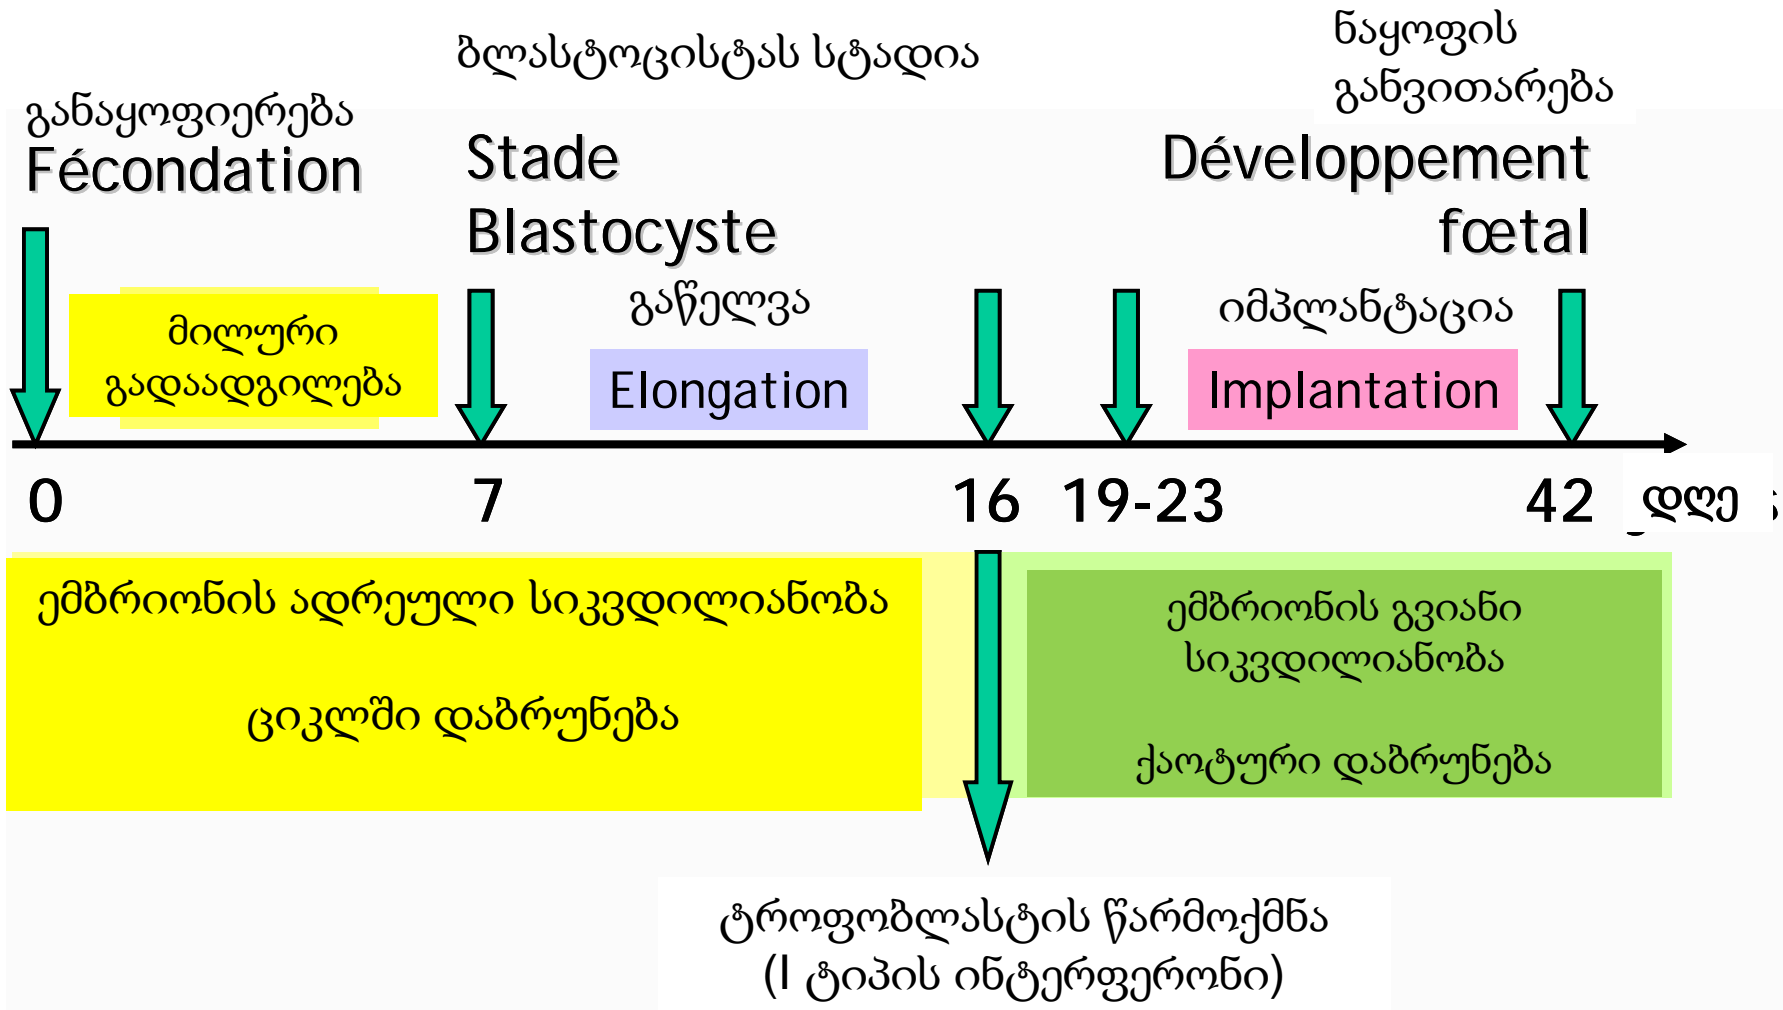 ბლასტოცისტას სტადია
ნაყოფის
განვითარება
განაყოფიერება
Fécondation
Stade
Blastocyste
Développement
fœtal
მილური
გადაადგილება
გაწელვა
Elongation
იმპლანტაცია
Implantation
0 7 16 19-23 42 დღე
ემბრიონის ადრეული სიკვდილიანობა
ციკლში დაბრუნება
ემბრიონის გვიანი
სიკვდილიანობა
ქაოტური დაბრუნება
ტროფობლასტის წარმოქმნა
(I ტიპის ინტერფერონი)